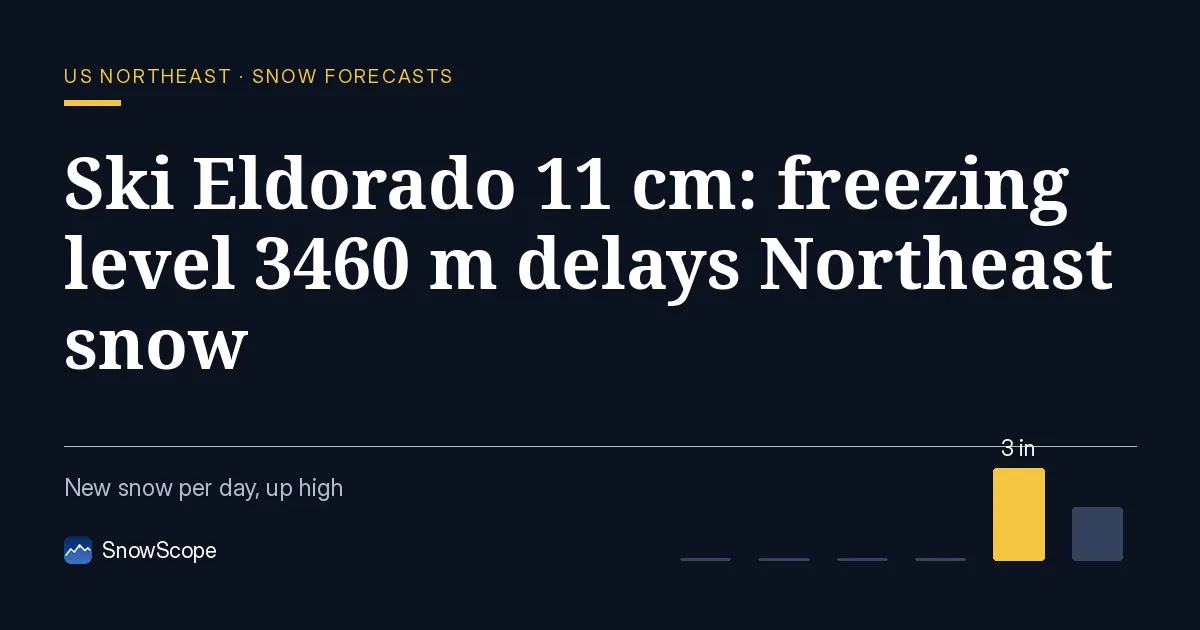 US NORTHEAST · SNOW FORECASTS
Ski Eldorado 11 cm: freezing
level 3460 m delays Northeast
snow
3 in
New snow per day, up high
SnowScope